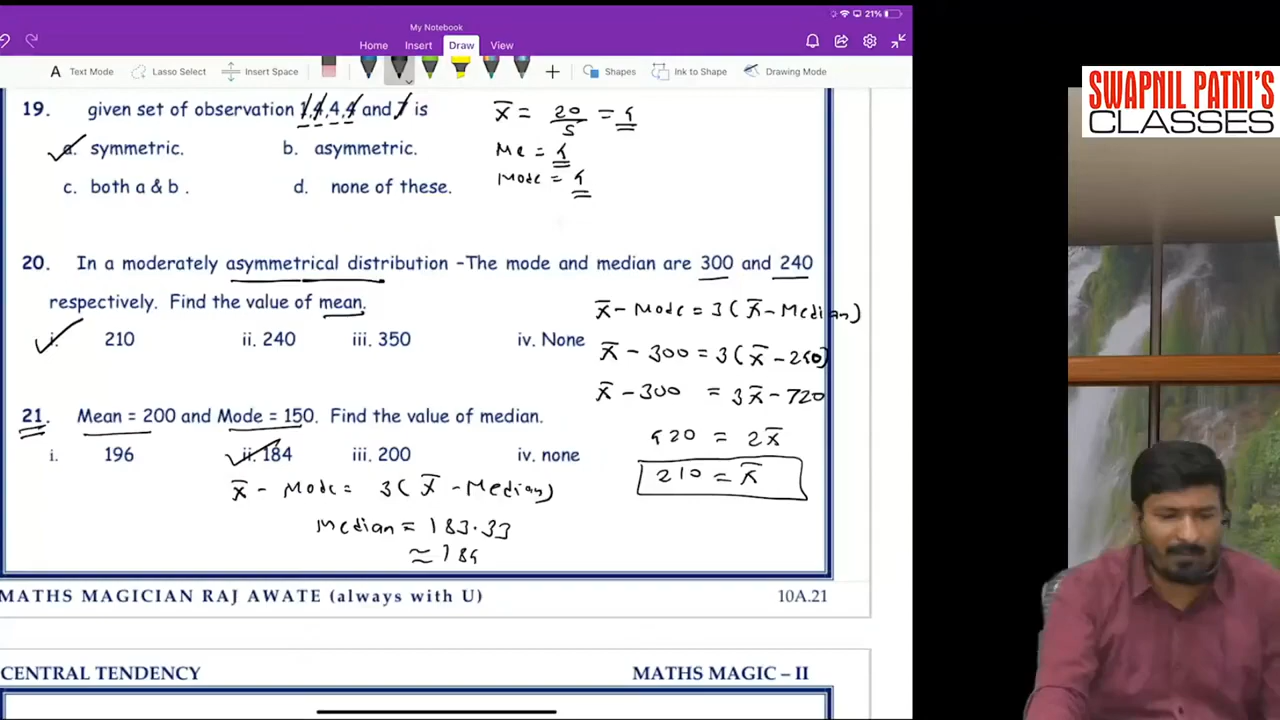 21%
My Notebook
Home Insert Draw View
A Text Mode Lasso Select Insert Space Shapes Ink to Shape Drawing Mode
SWAPNIL PATNI'S
CLASSES
19. given set of observation 1,4,4,4 and 7 is
a. symmetric. b. asymmetric.
c. both a & b . d. none of these.
x̄ = 20/5 = 4
Me = 4
Mode = 4
20. In a moderately asymmetrical distribution -The mode and median are 300 and 240
respectively. Find the value of mean.
i. 210 ii. 240 iii. 350 iv. None
x̄ - Mode = 3 ( x̄ - Median )
x̄ - 300 = 3 ( x̄ - 240 )
x̄ - 300 = 3x̄ - 720
420 = 2x̄
210 = x̄
21. Mean = 200 and Mode = 150. Find the value of median.
i. 196 ii. 184 iii. 200 iv. none
x̄ - Mode = 3 ( x̄ - Median )
Median = 183.33
≈ 184
MATHS MAGICIAN RAJ AWATE (always with U) 10A.21
CENTRAL TENDENCY MATHS MAGIC – II